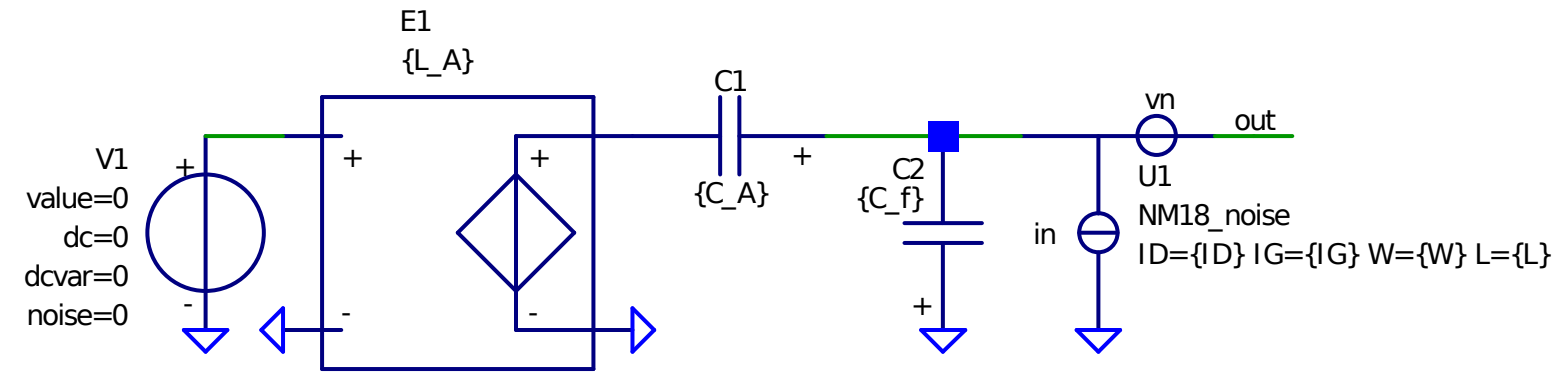 E1
{L_A}
V1
value=0
dc=0
dcvar=0
noise=0
+
-
+
-
+
-
C1
{C_A}
+
C2
{C_f}
+
vn
out
in
U1
NM18_noise
ID={ID} IG={IG} W={W} L={L}